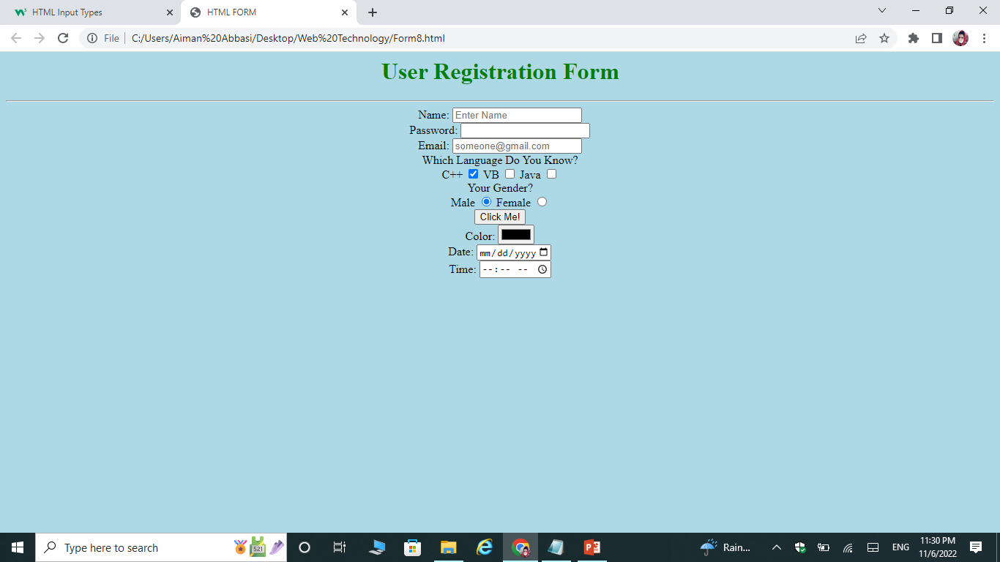 HTML Input Types
HTML FORM
File
C:/Users/Aiman%20Abbasi/Desktop/Web%20Technology/Form8.html
User Registration Form
Name: Enter Name
Password:
Email: someone@gmail.com
Which Language Do You Know?
C++ VB Java
Your Gender?
Male Female
Click Me!
Color:
Date: mm/dd/yyyy
Time: --:-- --
Type here to search
521
Rain...
ENG
11:30 PM
11/6/2022